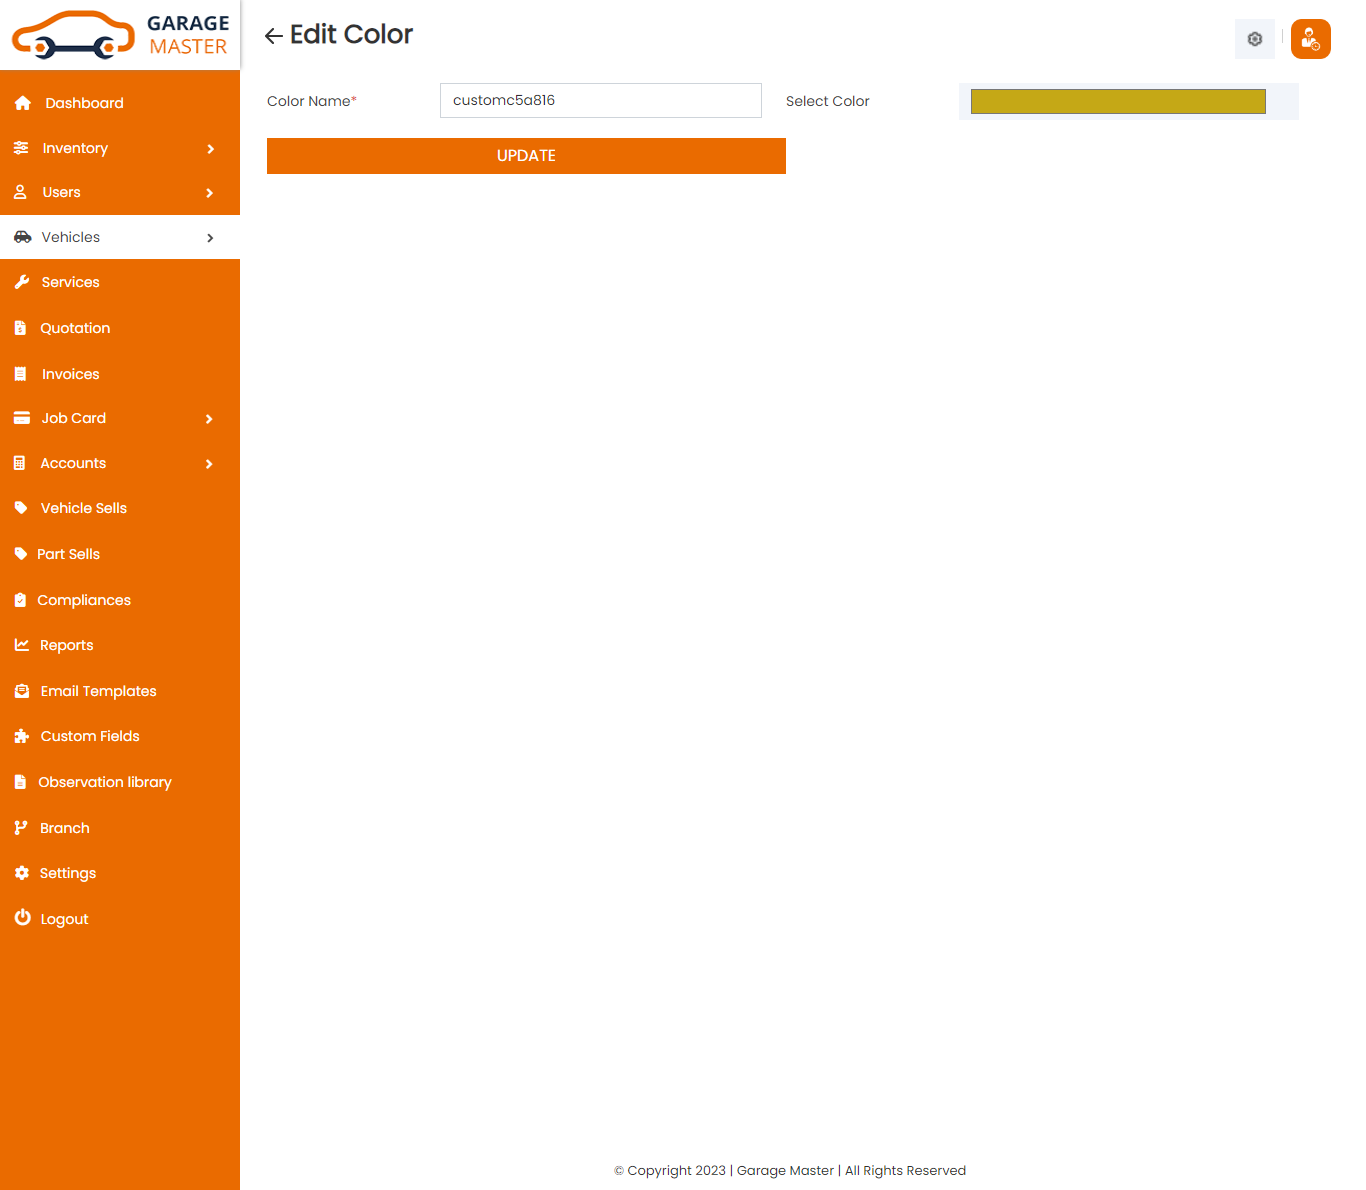 GARAGE
MASTER
Edit Color
Color Name*
customc5a816
Select Color
UPDATE
Dashboard
Inventory
Users
Vehicles
Services
Quotation
Invoices
Job Card
Accounts
Vehicle Sells
Part Sells
Compliances
Reports
Email Templates
Custom Fields
Observation library
Branch
Settings
Logout
© Copyright 2023 | Garage Master | All Rights Reserved